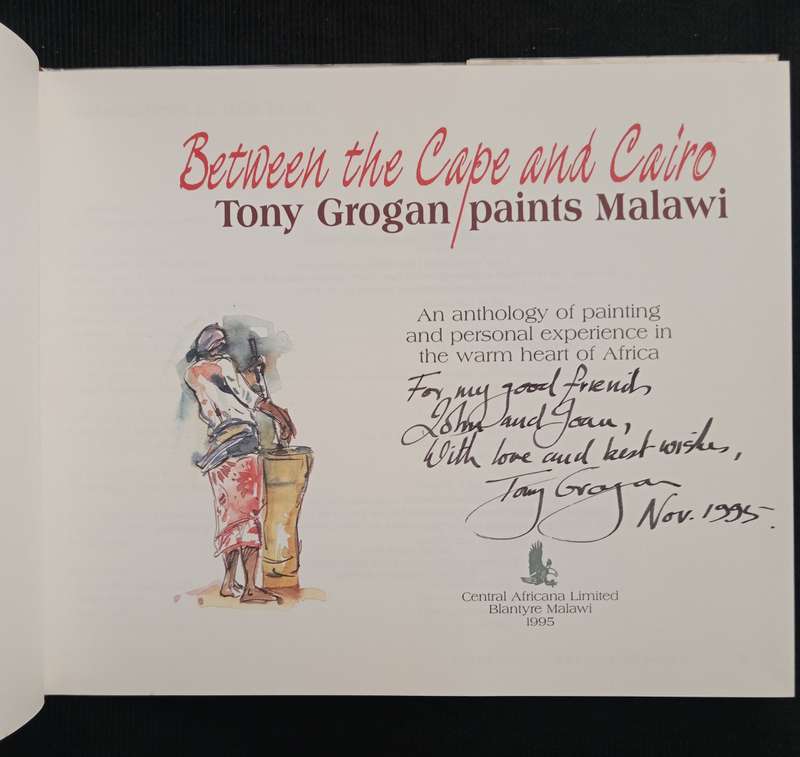 Between the Cape and Cairo
Tony Grogan paints Malawi
An anthology of painting
and personal experience in
the warm heart of Africa
For my good friends
John and Joan,
With love and best wishes,
Tony Grogan
Nov. 1995.
Central Africana Limited
Blantyre Malawi
1995